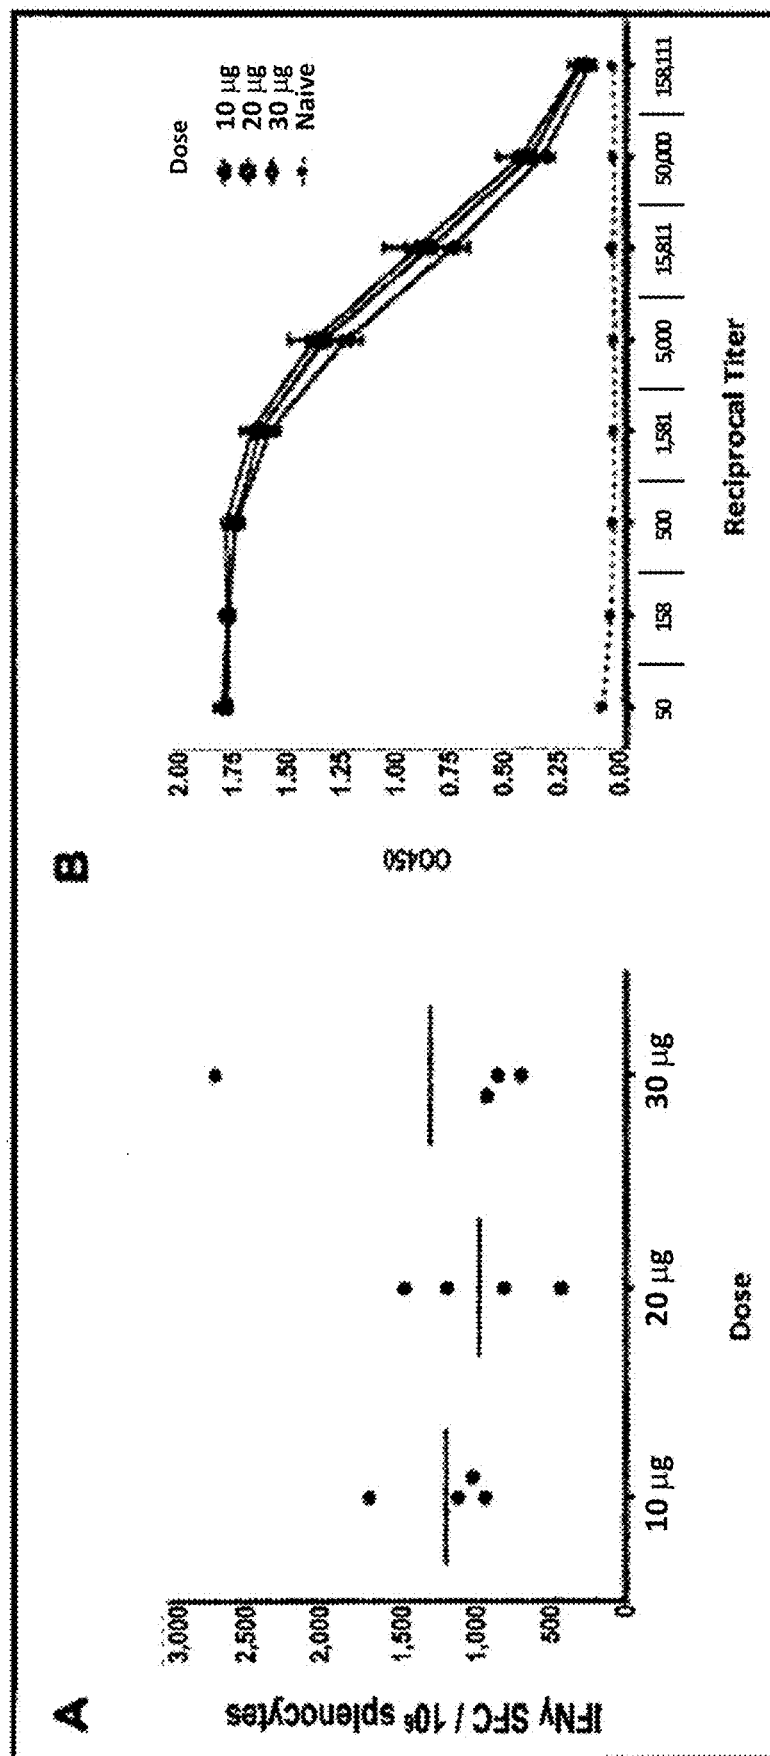 A
IFNγ SFC / 10⁶ splenocytes
3,000
2,500
2,000
1,500
1,000
500
0
10 μg
20 μg
30 μg
Dose
B
OD450
2.00
1.75
1.50
1.25
1.00
0.75
0.50
0.25
0.00
50
158
500
1,581
5,000
15,811
50,000
158,111
Reciprocal Titer
Dose
10 μg
20 μg
30 μg
Naive